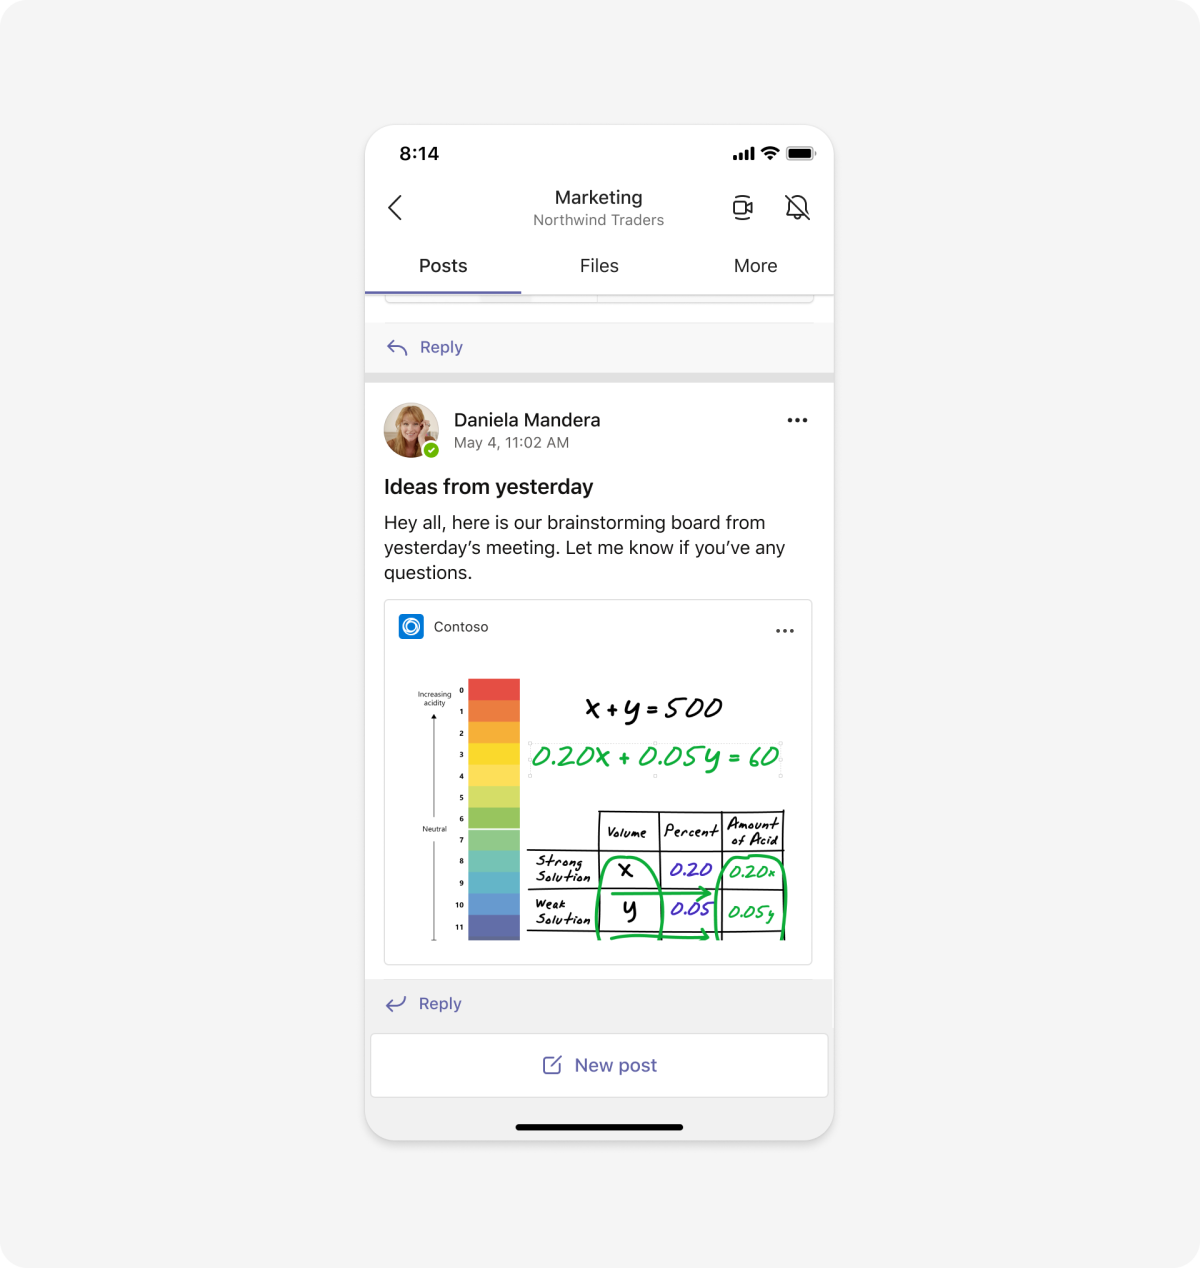 8:14
Marketing
Northwind Traders
Posts
Files
More
Reply
Daniela Mandera
May 4, 11:02 AM
Ideas from yesterday
Hey all, here is our brainstorming board from
yesterday’s meeting. Let me know if you’ve any
questions.
Contoso
Increasing
acidity
Neutral
0
1
2
3
4
5
6
7
8
9
10
11
x + y = 500
0.20x + 0.05y = 60
Volume
Percent
Amount
of Acid
Strong
Solution
x
0.20
0.20x
Weak
Solution
y
0.05
0.05y
Reply
New post